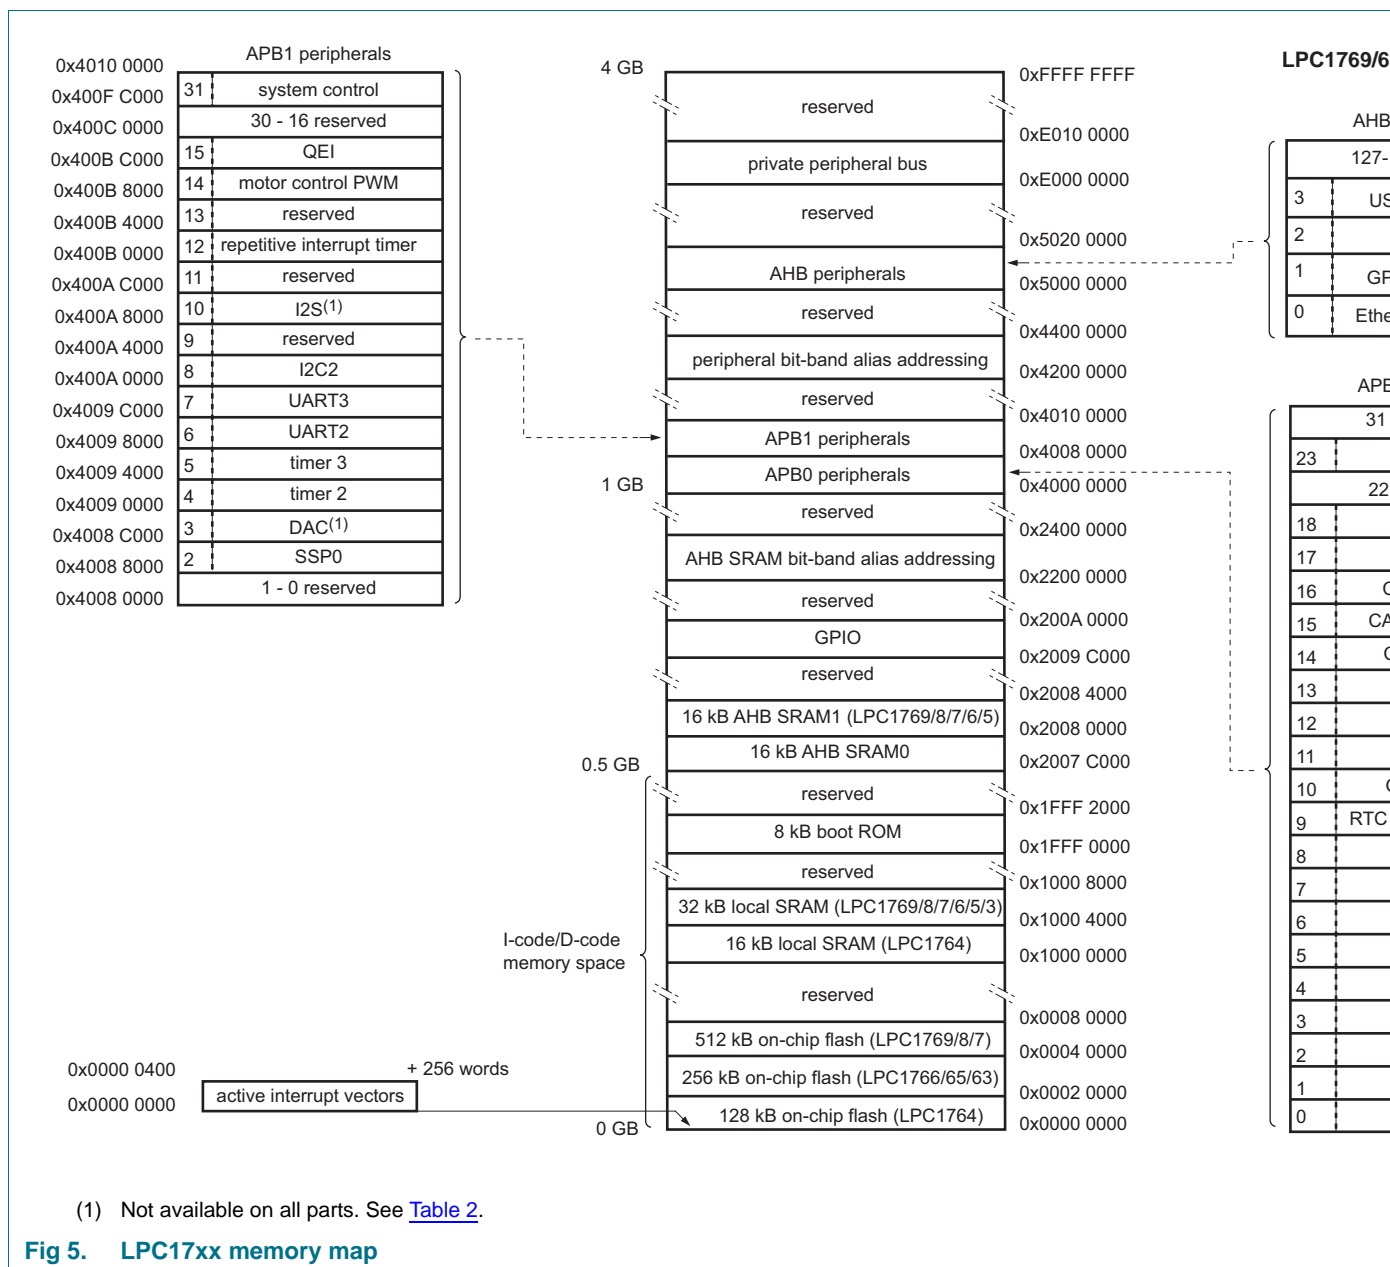 APB1 peripherals
0x4010 0000
31 system control
0x400F C000
30 - 16 reserved
0x400C 0000
15 QEI
0x400B C000
14 motor control PWM
0x400B 8000
13 reserved
0x400B 4000
12 repetitive interrupt timer
0x400B 0000
11 reserved
0x400A C000
10 I2S(1)
0x400A 8000
9 reserved
0x400A 4000
8 I2C2
0x400A 0000
7 UART3
0x4009 C000
6 UART2
0x4009 8000
5 timer 3
0x4009 4000
4 timer 2
0x4009 0000
3 DAC(1)
0x4008 C000
2 SSP0
0x4008 8000
1 - 0 reserved
0x4008 0000
0x0000 0400
+ 256 words
active interrupt vectors
0x0000 0000
4 GB
0xFFFF FFFF
reserved
0xE010 0000
private peripheral bus
0xE000 0000
reserved
0x5020 0000
AHB peripherals
0x5000 0000
reserved
0x4400 0000
peripheral bit-band alias addressing
0x4200 0000
reserved
0x4010 0000
APB1 peripherals
0x4008 0000
APB0 peripherals
1 GB
0x4000 0000
reserved
0x2400 0000
AHB SRAM bit-band alias addressing
0x2200 0000
reserved
0x200A 0000
GPIO
0x2009 C000
reserved
0x2008 4000
16 kB AHB SRAM1 (LPC1769/8/7/6/5)
0x2008 0000
16 kB AHB SRAM0
0x2007 C000
0.5 GB
reserved
0x1FFF 2000
8 kB boot ROM
0x1FFF 0000
reserved
0x1000 8000
32 kB local SRAM (LPC1769/8/7/6/5/3)
0x1000 4000
16 kB local SRAM (LPC1764)
0x1000 0000
I-code/D-code
memory space
reserved
0x0008 0000
512 kB on-chip flash (LPC1769/8/7)
0x0004 0000
256 kB on-chip flash (LPC1766/65/63)
0x0002 0000
128 kB on-chip flash (LPC1764)
0x0000 0000
0 GB
LPC1769/6
AHB
127-
3 US
2
1 GP
0 Ethe
APB
31
23
22
18
17
16
15 CA
14
13
12
11
10
9 RTC
8
7
6
5
4
3
2
1
0
(1) Not available on all parts. See Table 2.
Fig 5. LPC17xx memory map